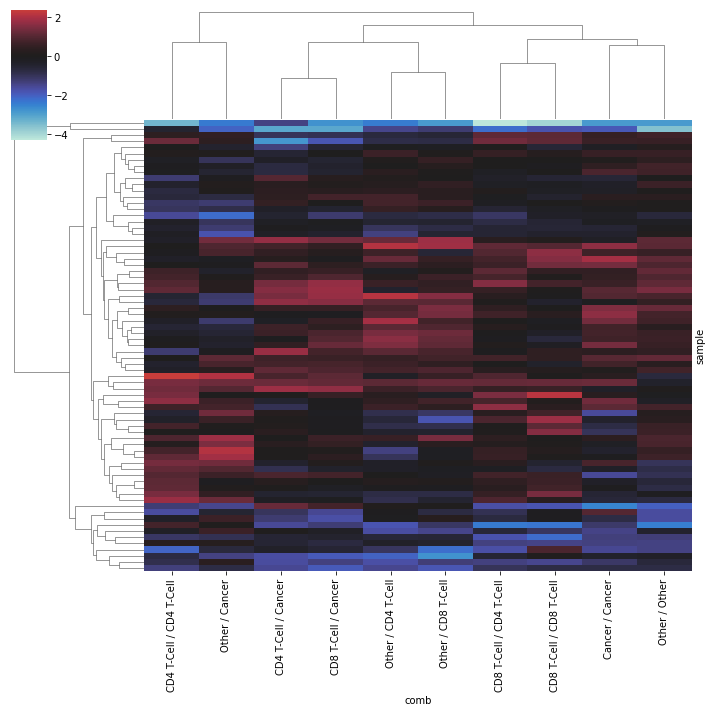 2
0
−2
−4
sample
CD4 T-Cell / CD4 T-Cell
Other / Cancer
CD4 T-Cell / Cancer
CD8 T-Cell / Cancer
Other / CD4 T-Cell
Other / CD8 T-Cell
CD8 T-Cell / CD4 T-Cell
CD8 T-Cell / CD8 T-Cell
Cancer / Cancer
Other / Other
comb